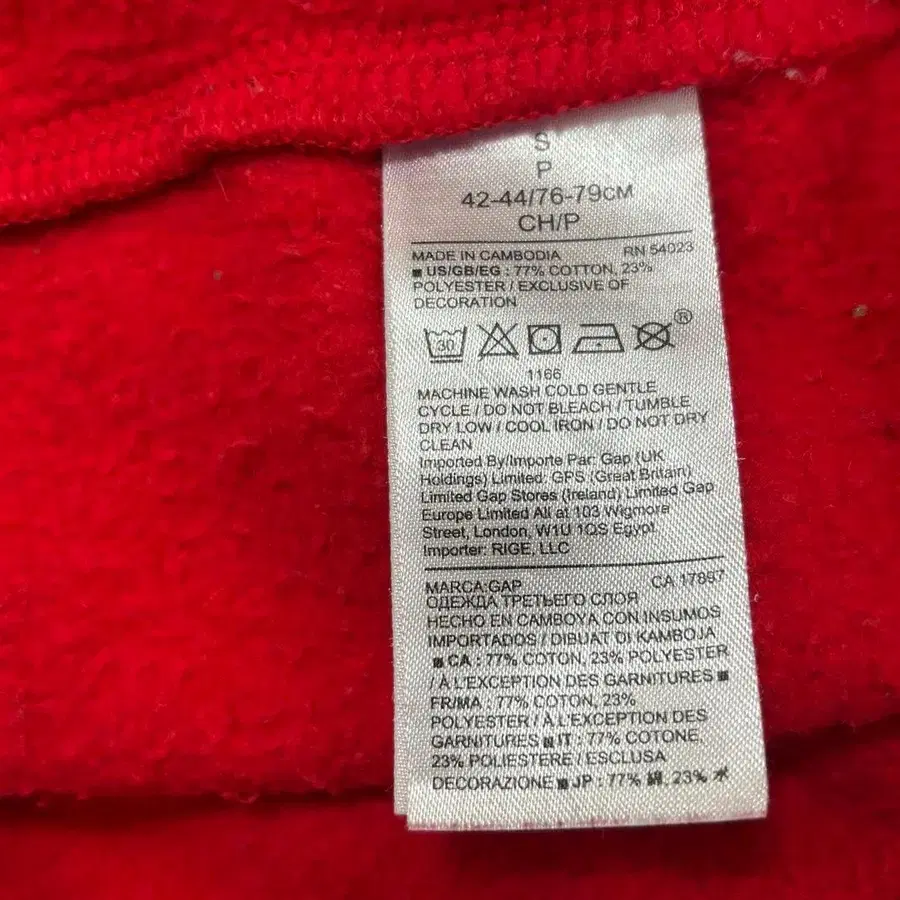 S
P
42-44/76-79CM
CH/P
MADE IN CAMBODIA RN 54023
■ US/GB/EG : 77% COTTON, 23%
POLYESTER / EXCLUSIVE OF
DECORATION
30 ®
1166
MACHINE WASH COLD GENTLE
CYCLE / DO NOT BLEACH / TUMBLE
DRY LOW / COOL IRON / DO NOT DRY
CLEAN
Imported By/Importe Par: Gap (UK
Holdings) Limited: GPS (Great Britain)
Limited Gap Stores (Ireland) Limited Gap
Europe Limited All at 103 Wigmore
Street, London, W1U 1QS Egypt.
Importer: RIGE, LLC
MARCA:GAP CA 17897
ОДЕЖДА ТРЕТЬЕГО СЛОЯ
HECHO EN CAMBOYA CON INSUMOS
IMPORTADOS / DIBUAT DI KAMBOJA
■ CA : 77% COTON, 23% POLYESTER
/ À L'EXCEPTION DES GARNITURES ■
FR/MA : 77% COTON, 23%
POLYESTER / À L'EXCEPTION DES
GARNITURES ■ IT : 77% COTONE,
23% POLIESTERE / ESCLUSA
DECORAZIONE ■ JP : 77% 綿, 23% ポ